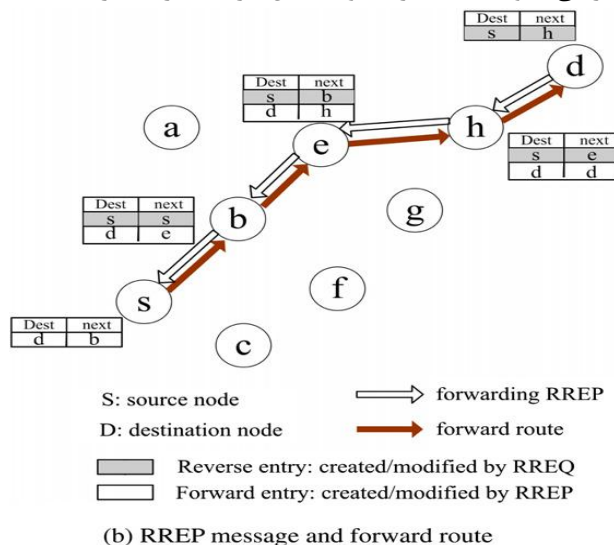 Dest next
s h
d
Dest next
s b
d h
a
e
h
Dest next
s e
d d
Dest next
s s
d e
b
g
s
f
Dest next
d b
c
S: source node
forwarding RREP
D: destination node
forward route
Reverse entry: created/modified by RREQ
Forward entry: created/modified by RREP
(b) RREP message and forward route